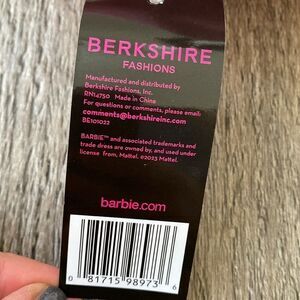 BERKSHIRE
FASHIONS
Manufactured and distributed by
Berkshire Fashions, Inc.
RN14750 Made in China
For questions or comments, please email:
comments@berkshireinc.com
BE101022
BARBIE™ and associated trademarks and
trade dress are owned by, and used under
license from, Mattel. ©2023 Mattel.
barbie.com
0 81715 98973 6